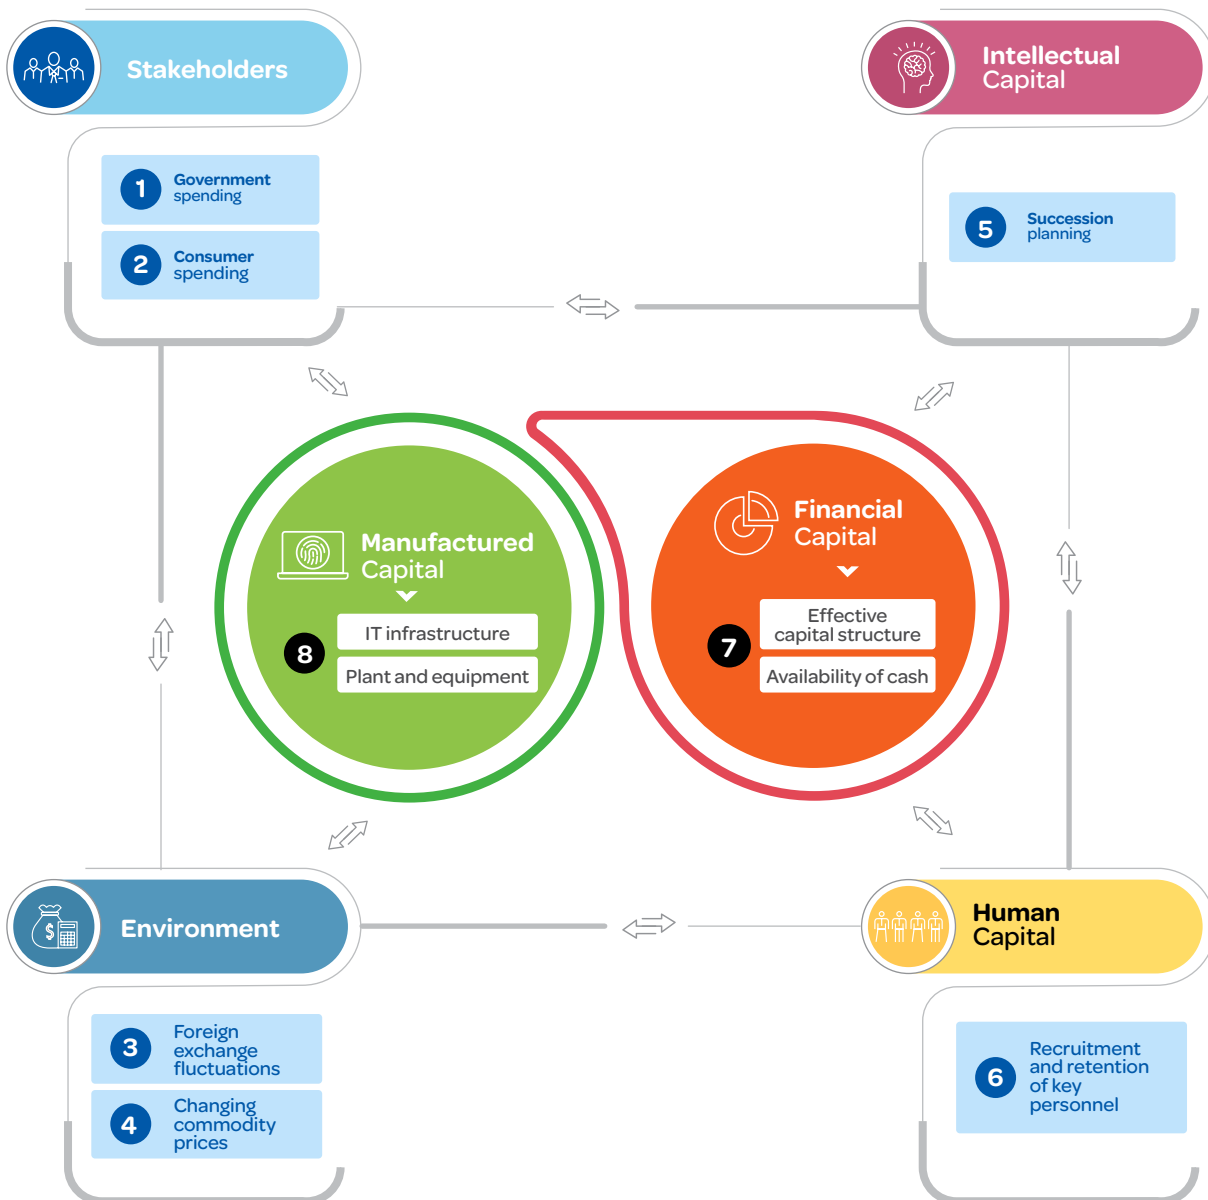 Stakeholders
1
Government
spending
2
Consumer
spending
Intellectual
Capital
5
Succession
planning
Manufactured
Capital
8
IT infrastructure
Plant and equipment
Financial
Capital
7
Effective
capital structure
Availability of cash
Environment
$
3
Foreign
exchange
fluctuations
4
Changing
commodity
prices
Human
Capital
6
Recruitment
and retention
of key
personnel